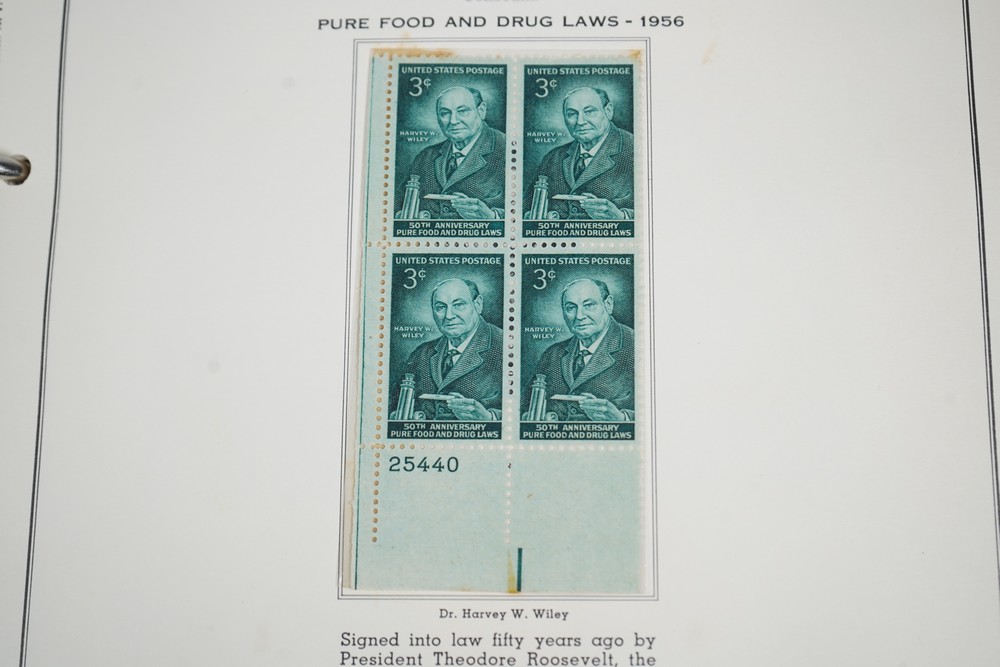 PURE FOOD AND DRUG LAWS - 1956
UNITED STATES POSTAGE
3¢
HARVEY W.
WILEY
50TH ANNIVERSARY
PURE FOOD AND DRUG LAWS
UNITED STATES POSTAGE
3¢
HARVEY W.
WILEY
50TH ANNIVERSARY
PURE FOOD AND DRUG LAWS
UNITED STATES POSTAGE
3¢
HARVEY W.
WILEY
50TH ANNIVERSARY
PURE FOOD AND DRUG LAWS
UNITED STATES POSTAGE
3¢
HARVEY W.
WILEY
50TH ANNIVERSARY
PURE FOOD AND DRUG LAWS
25440
Dr. Harvey W. Wiley
Signed into law fifty years ago by
President Theodore Roosevelt, the